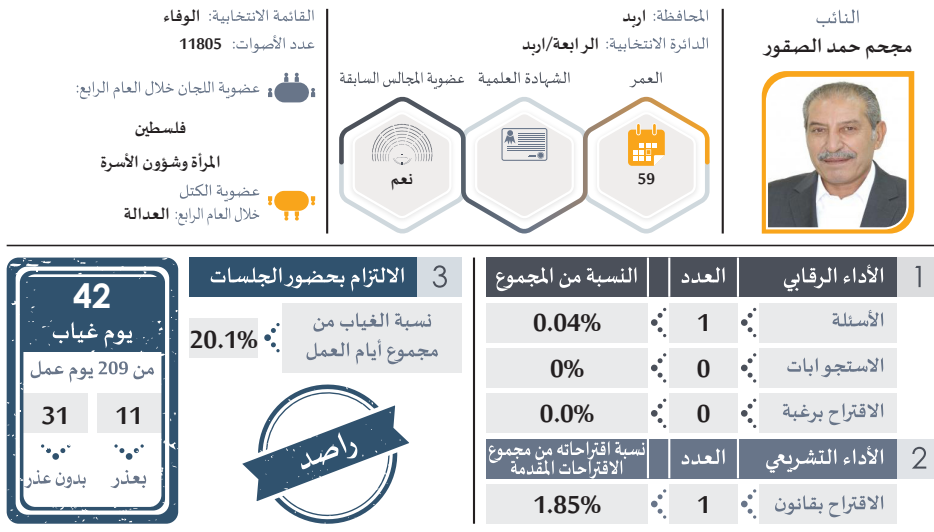 النائب
مجحم حمد الصقور
المحافظة: اربد
الدائرة الانتخابية: الرابعة/اربد
العمر
59
الشهادة العلمية
عضوية المجالس السابقة
نعم
القائمة الانتخابية: الوفاء
عدد الأصوات: 11805
عضوية اللجان خلال العام الرابع:
فلسطين
المرأة وشؤون الأسرة
عضوية الكتل
خلال العام الرابع: العدالة
1 الأداء الرقابي العدد النسبة من المجموع
الأسئلة 1 0.04%
الاستجوابات 0 0%
الاقتراح برغبة 0 0.0%
2 الأداء التشريعي العدد نسبة اقتراحاته من مجموع
الاقتراحات المقدمة
الاقتراح بقانون 1 1.85%
3 الالتزام بحضور الجلسات
نسبة الغياب من
مجموع أيام العمل
20.1%
راصد
42
يوم غياب
من 209 يوم عمل
11 31
بعذر بدون عذر